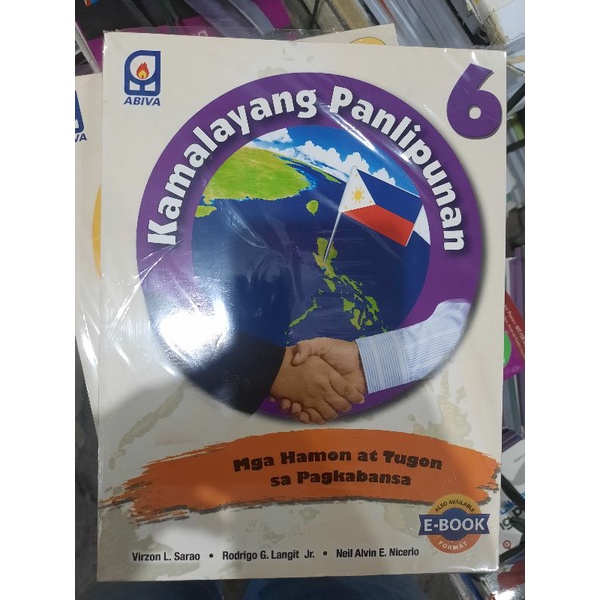 ABIVA
6
Kamalayang Panlipunan
Mga Hamon at Tugon
sa Pagkabansa
ALSO AVAILABLE
E-BOOK
FORMAT
Virzon L. Sarao • Rodrigo G. Langit Jr. • Neil Alvin E. Nicerio
IVA